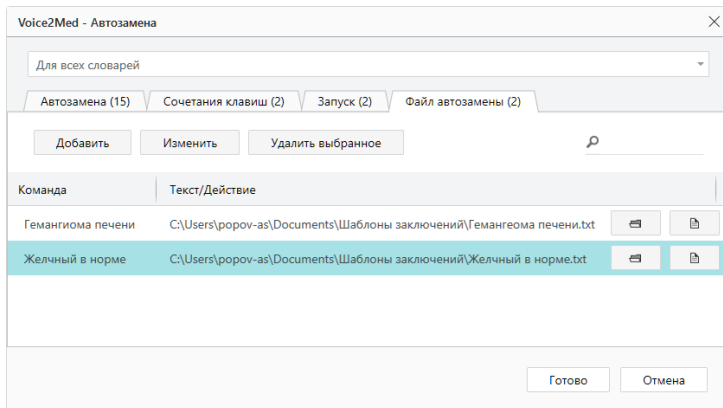 Voice2Med - Автозамена
Для всех словарей
Автозамена (15) Сочетания клавиш (2) Запуск (2) Файл автозамены (2)
Добавить Изменить Удалить выбранное
Команда Текст/Действие
Гемангиома печени C:\Users\popov-as\Documents\Шаблоны заключений\Гемангеома печени.txt
Желчный в норме C:\Users\popov-as\Documents\Шаблоны заключений\Желчный в норме.txt
Готово Отмена